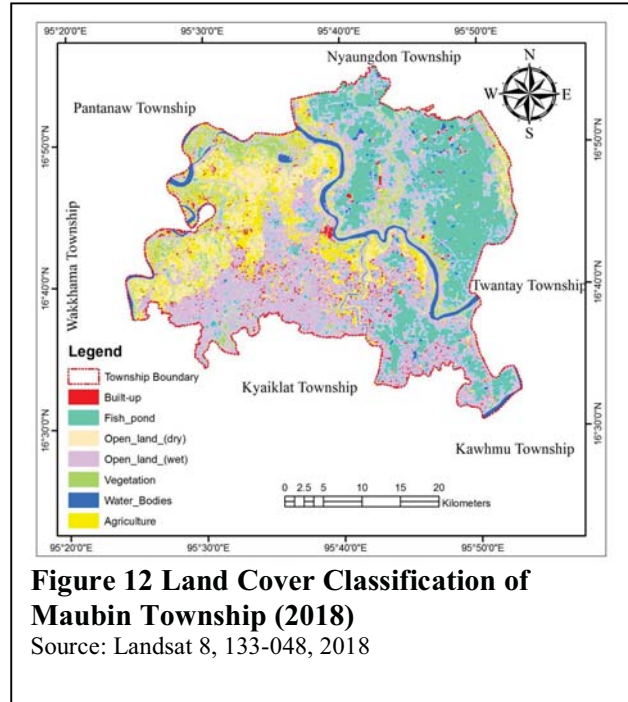 95°20'0"E 95°30'0"E 95°40'0"E 95°50'0"E
Nyaungdon Township
N
W E
S
Pantanaw Township
16°50'0"N 16°50'0"N
Wakkhama Township
16°40'0"N 16°40'0"N
Twantay Township
Legend
Township Boundary
Built-up
Fish_pond
Open_land_(dry)
Open_land_(wet)
Vegetation
Water_Bodies
Agriculture
Kyaiklat Township
16°30'0"N 16°30'0"N
Kawhmu Township
0 2.5 5 10 15 20
Kilometers
95°20'0"E 95°30'0"E 95°40'0"E 95°50'0"E
Figure 12 Land Cover Classification of
Maubin Township (2018)
Source: Landsat 8, 133-048, 2018